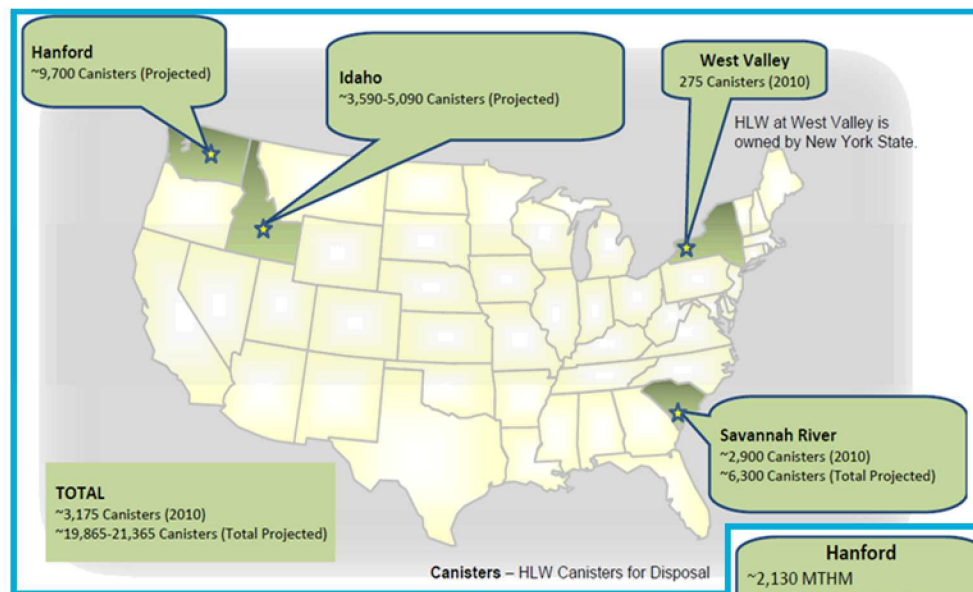 Hanford
~9,700 Canisters (Projected)
Idaho
~3,590-5,090 Canisters (Projected)
West Valley
275 Canisters (2010)
HLW at West Valley is
owned by New York State.
Savannah River
~2,900 Canisters (2010)
~6,300 Canisters (Total Projected)
TOTAL
~3,175 Canisters (2010)
~19,865-21,365 Canisters (Total Projected)
Canisters – HLW Canisters for Disposal
Hanford
~2,130 MTHM